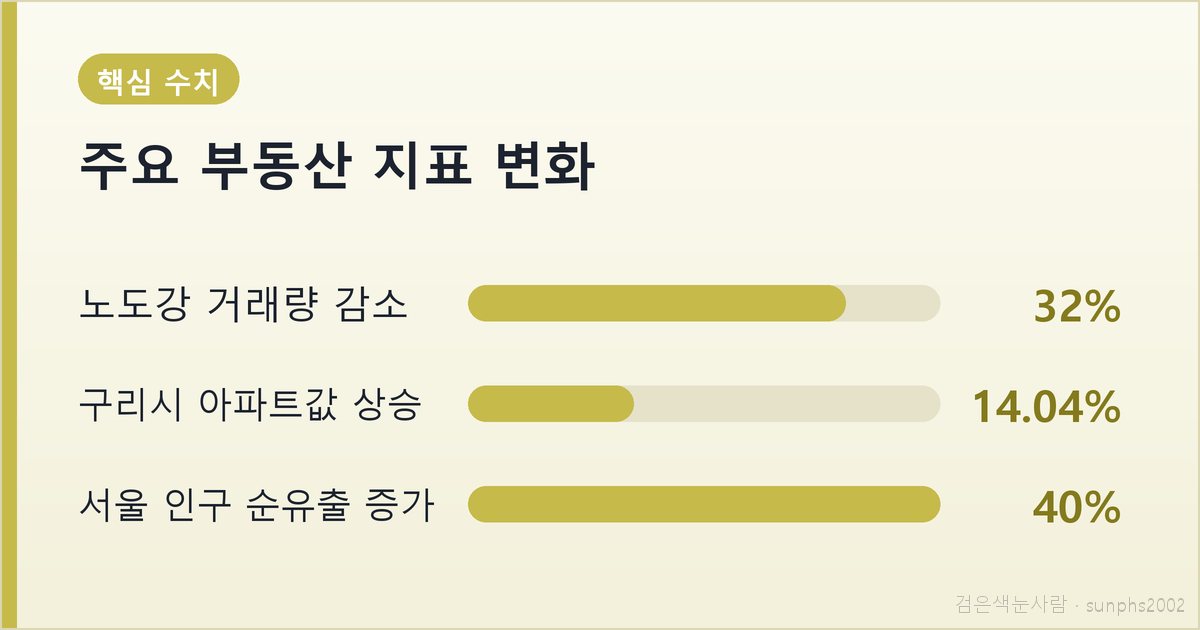 핵심 수치
주요 부동산 지표 변화
노도강 거래량 감소 32%
구리시 아파트값 상승 14.04%
서울 인구 순유출 증가 40%
검은색눈사람 · sunphs2002